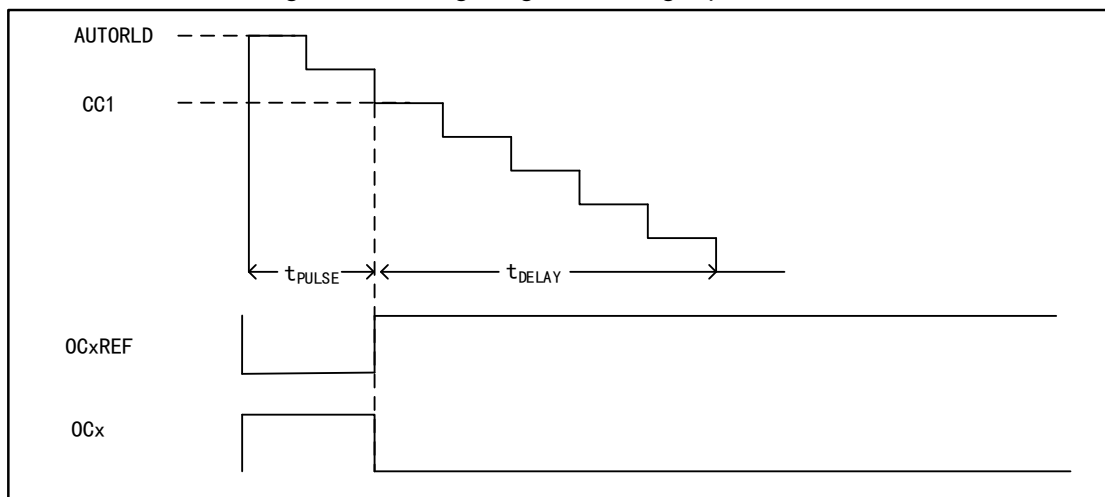 AUTORLD
CC1
tPULSE
tDELAY
OCxREF
OCx